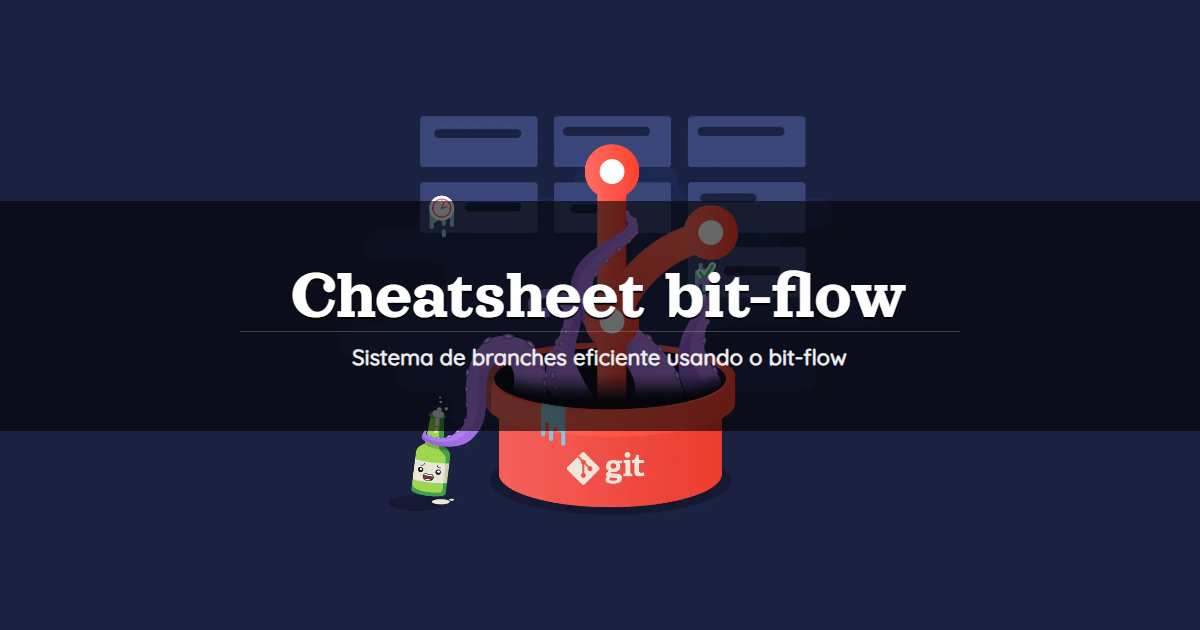 Cheatsheet bit-flow
Sistema de branches eficiente usando o bit-flow
git